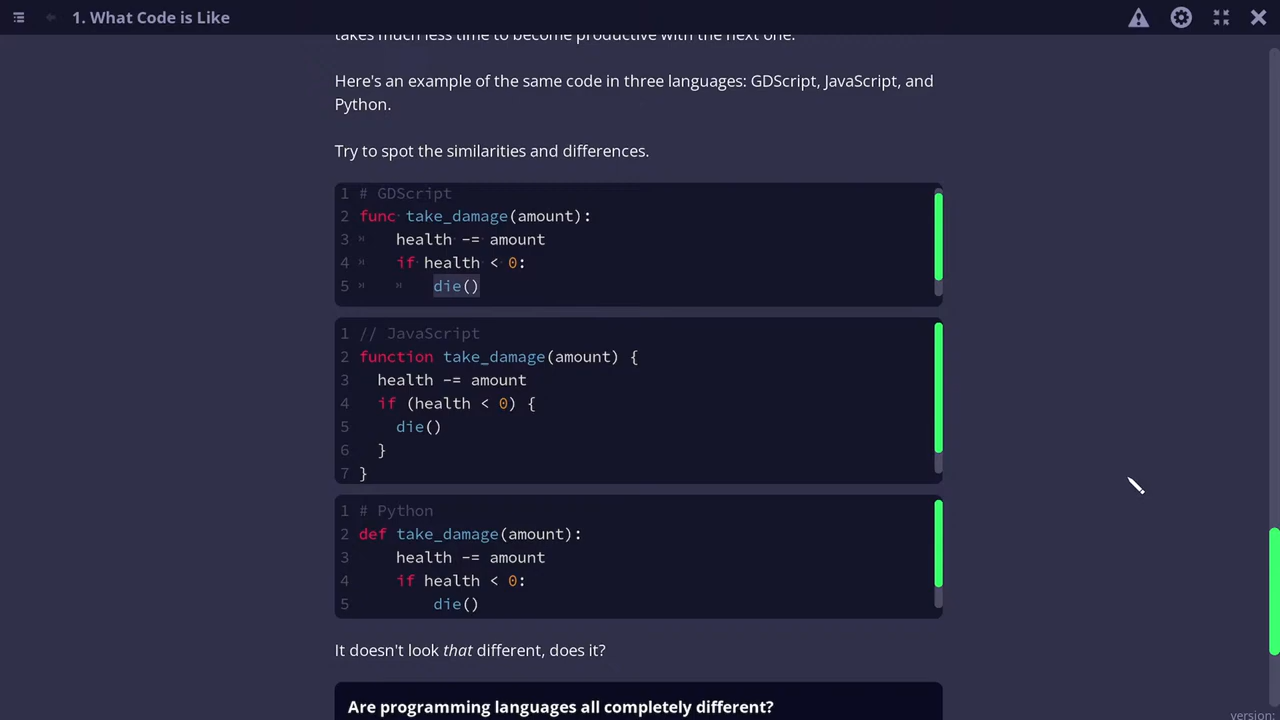 1. What Code is Like
takes much less time to become productive with the next one.
Here's an example of the same code in three languages: GDScript, JavaScript, and
Python.
Try to spot the similarities and differences.
1 # GDScript
2 func take_damage(amount):
3 health -= amount
4 if health < 0:
5 die()
1 // JavaScript
2 function take_damage(amount) {
3 health -= amount
4 if (health < 0) {
5 die()
6 }
7 }
1 # Python
2 def take_damage(amount):
3 health -= amount
4 if health < 0:
5 die()
It doesn't look that different, does it?
Are programming languages all completely different?
version: